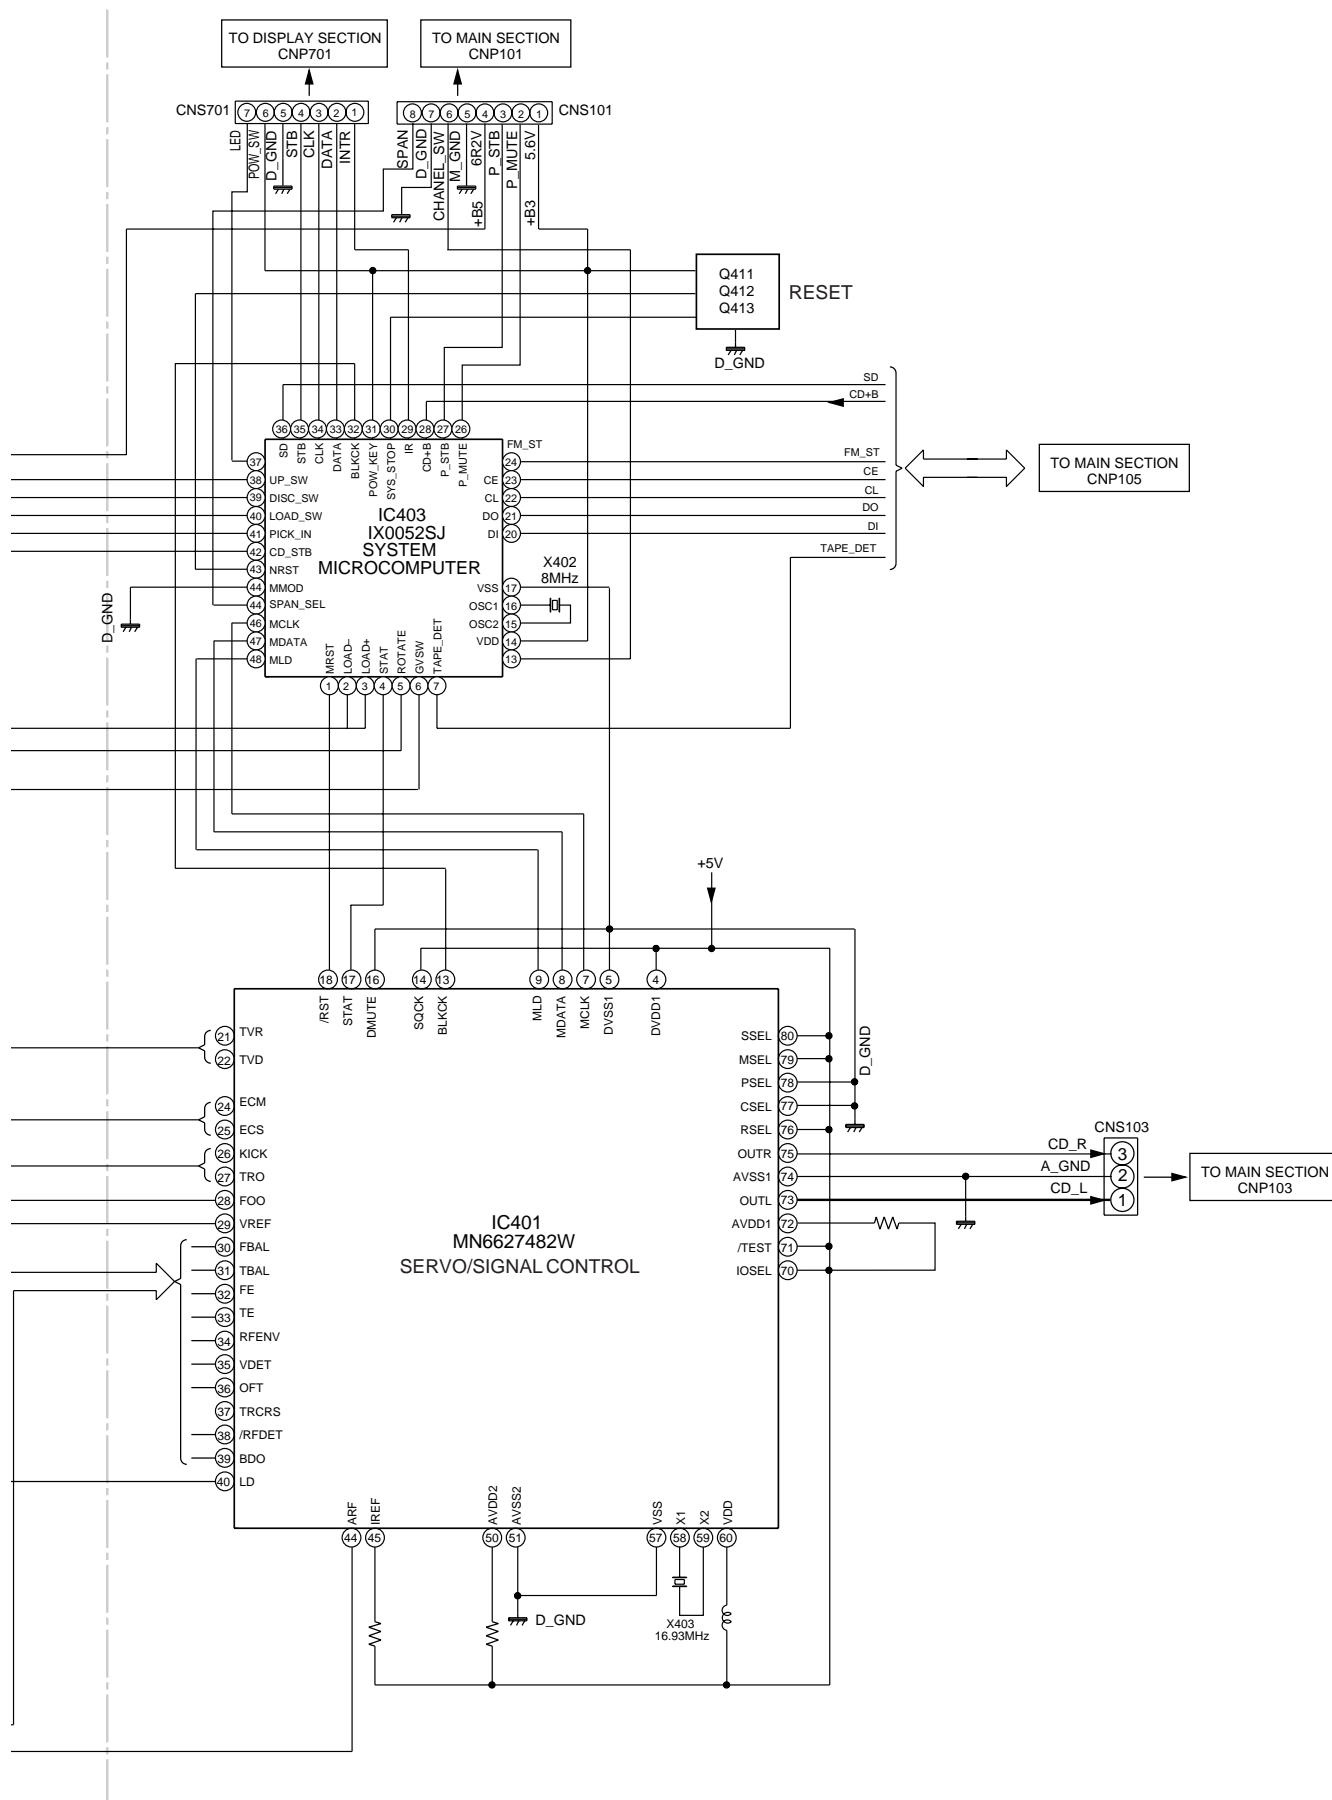 TO DISPLAY SECTION
CNP701
TO MAIN SECTION
CNP101
CNS701
7 6 5 4 3 2 1
8 7 6 5 4 3 2 1
CNS101
LED
POW_SW
D_GND
STB
CLK
DATA
INTR
SPAN
D_GND
CHANEL_SW
M_GND
6R2V
P_STB
P_MUTE
5.6V
+B5
+B3
Q411
Q412
Q413
RESET
D_GND
SD
CD+B
FM_ST
CE
CL
DO
DI
TAPE_DET
TO MAIN SECTION
CNP105
36 35 34 33 32 31 30 29 28 27 26
SD
STB
CLK
DATA
BLKCK
POW_KEY
SYS_STOP
IR
CD+B
P_STB
P_MUTE
FM_ST
37
38 UP_SW
39 DISC_SW
40 LOAD_SW
41 PICK_IN
42 CD_STB
43 NRST
44 MMOD
44 SPAN_SEL
46 MCLK
47 MDATA
48 MLD
D_GND
IC403
IX0052SJ
SYSTEM
MICROCOMPUTER
24
CE 23
CL 22
DO 21
DI 20
X402
8MHz
VSS 17
OSC1 16
OSC2 15
VDD 14
13
MRST
LOAD–
LOAD+
STAT
ROTATE
GVSW
TAPE_DET
1 2 3 4 5 6 7
+5V
18 17 16 14 13 9 8 7 5 4
/RST
STAT
DMUTE
SQCK
BLKCK
MLD
MDATA
MCLK
DVSS1
DVDD1
21 TVR
22 TVD
24 ECM
25 ECS
26 KICK
27 TRO
28 FOO
29 VREF
30 FBAL
31 TBAL
32 FE
33 TE
34 RFENV
35 VDET
36 OFT
37 TRCRS
38 /RFDET
39 BDO
40 LD
IC401
MN6627482W
SERVO/SIGNAL CONTROL
SSEL 80
MSEL 79
PSEL 78
CSEL 77
RSEL 76
OUTR 75
AVSS1 74
OUTL 73
AVDD1 72
/TEST 71
IOSEL 70
D_GND
CNS103
CD_R 3
A_GND 2
CD_L 1
TO MAIN SECTION
CNP103
ARF
IREF
AVDD2
AVSS2
VSS
X1
X2
VDD
44 45 50 51 57 58 59 60
D_GND
X403
16.93MHz